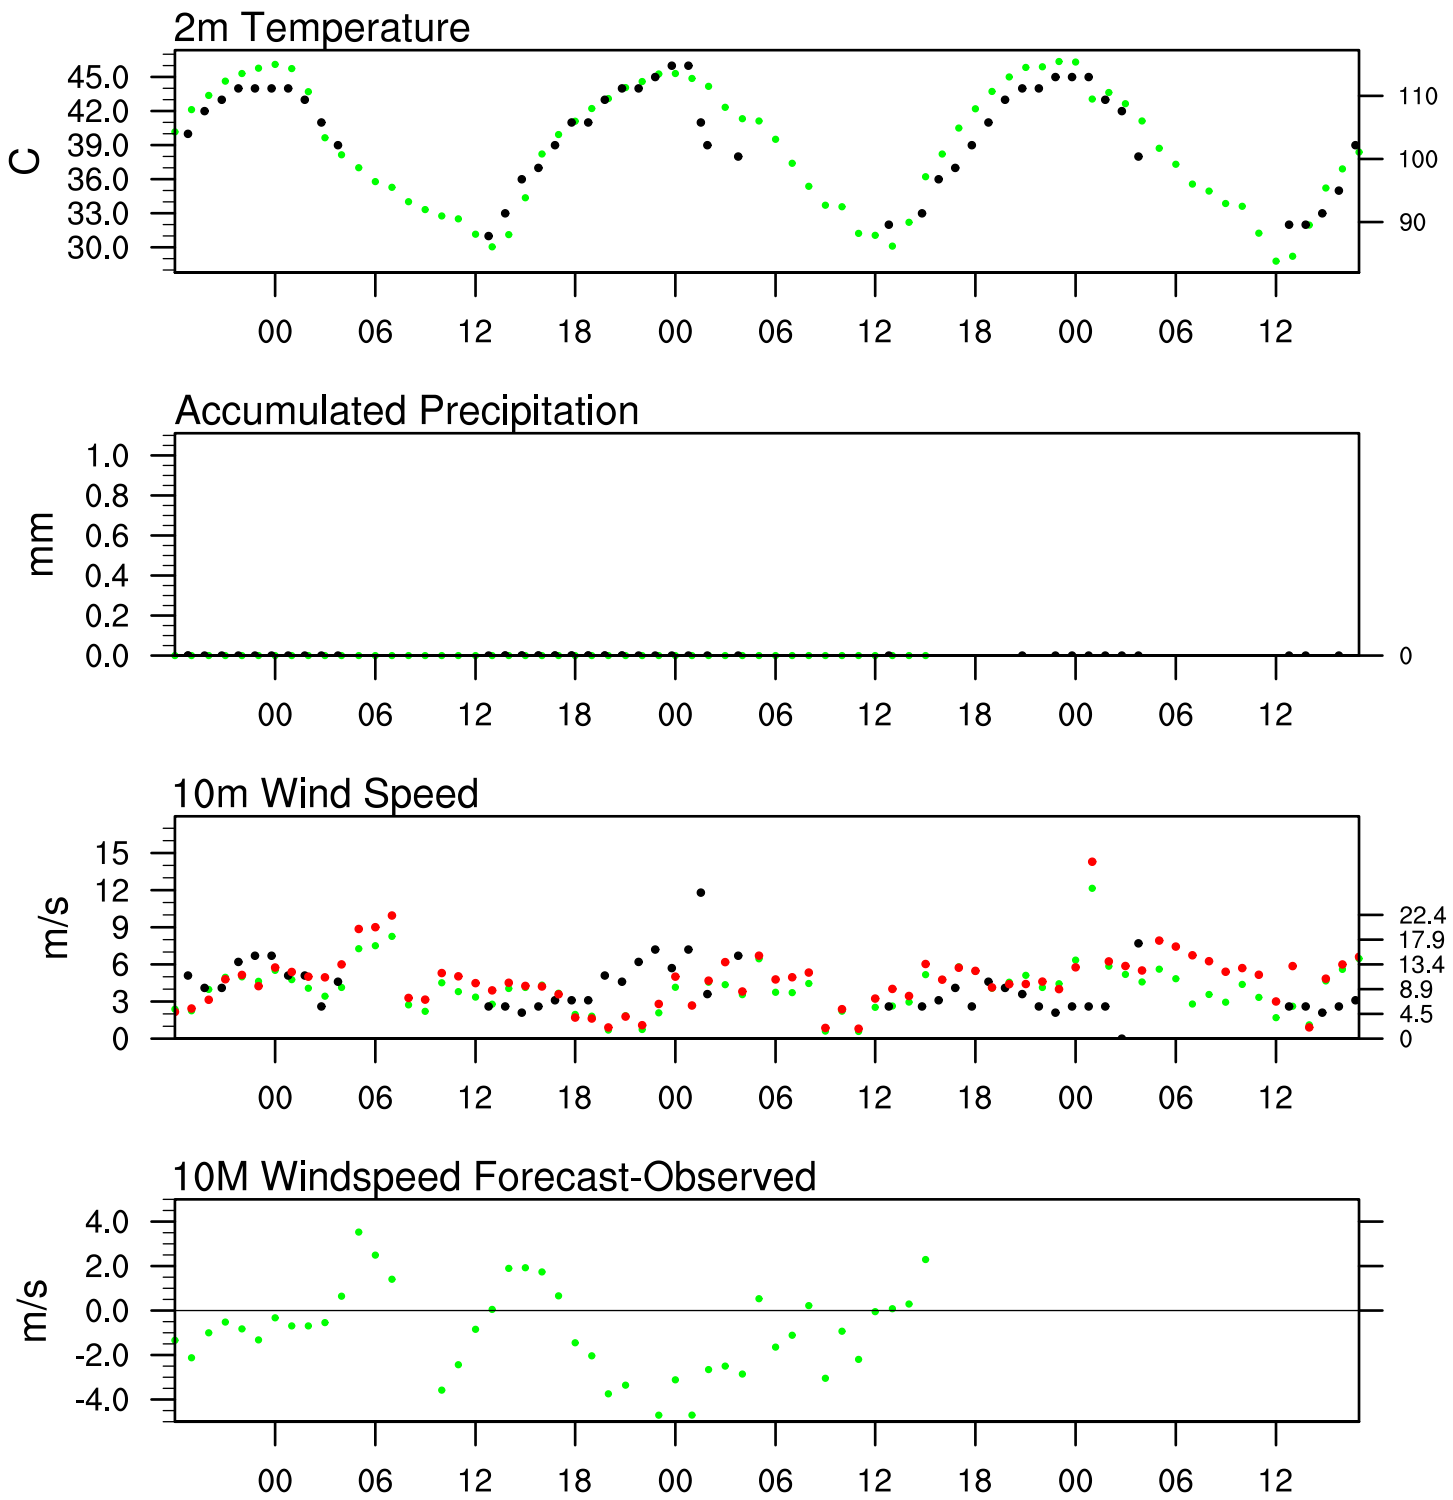 2m Temperature
C
45.0
42.0
39.0
36.0
33.0
30.0
110
100
90
00 06 12 18 00 06 12 18 00 06 12
Accumulated Precipitation
mm
1.0
0.8
0.6
0.4
0.2
0.0
0
00 06 12 18 00 06 12 18 00 06 12
10m Wind Speed
m/s
15
12
9
6
3
0
22.4
17.9
13.4
8.9
4.5
0
00 06 12 18 00 06 12 18 00 06 12
10M Windspeed Forecast-Observed
m/s
4.0
2.0
0.0
-2.0
-4.0
00 06 12 18 00 06 12 18 00 06 12